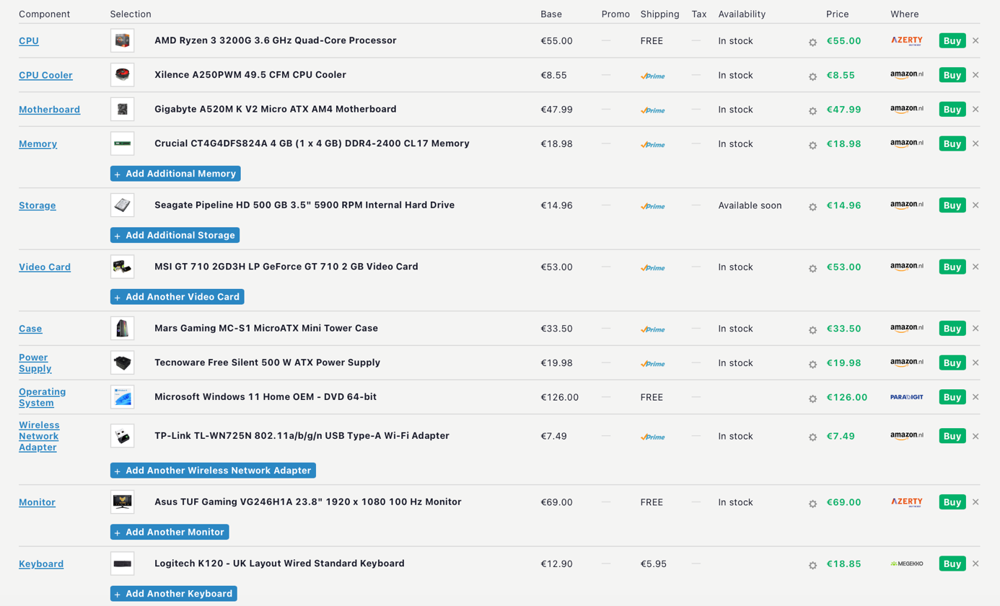 Component Selection Base Promo Shipping Tax Availability Price Where
CPU AMD Ryzen 3 3200G 3.6 GHz Quad-Core Processor €55.00 — FREE — In stock €55.00 AZERTY Buy ×
CPU Cooler Xilence A250PWM 49.5 CFM CPU Cooler €8.55 — Prime — In stock €8.55 amazon.nl Buy ×
Motherboard Gigabyte A520M K V2 Micro ATX AM4 Motherboard €47.99 — Prime — In stock €47.99 amazon.nl Buy ×
Memory Crucial CT4G4DFS824A 4 GB (1 x 4 GB) DDR4-2400 CL17 Memory €18.98 — Prime — In stock €18.98 amazon.nl Buy ×
+ Add Additional Memory
Storage Seagate Pipeline HD 500 GB 3.5" 5900 RPM Internal Hard Drive €14.96 — Prime — Available soon €14.96 amazon.nl Buy ×
+ Add Additional Storage
Video Card MSI GT 710 2GD3H LP GeForce GT 710 2 GB Video Card €53.00 — Prime — In stock €53.00 amazon.nl Buy ×
+ Add Another Video Card
Case Mars Gaming MC-S1 MicroATX Mini Tower Case €33.50 — Prime — In stock €33.50 amazon.nl Buy ×
Power
Supply Tecnoware Free Silent 500 W ATX Power Supply €19.98 — Prime — In stock €19.98 amazon.nl Buy ×
Operating
System Microsoft Windows 11 Home OEM - DVD 64-bit €126.00 — FREE — €126.00 PARADIGIT Buy ×
Wireless
Network
Adapter TP-Link TL-WN725N 802.11a/b/g/n USB Type-A Wi-Fi Adapter €7.49 — Prime — In stock €7.49 amazon.nl Buy ×
+ Add Another Wireless Network Adapter
Monitor Asus TUF Gaming VG246H1A 23.8" 1920 x 1080 100 Hz Monitor €69.00 — FREE — In stock €69.00 AZERTY Buy ×
+ Add Another Monitor
Keyboard Logitech K120 - UK Layout Wired Standard Keyboard €12.90 — €5.95 — €18.85 MEGEKKO Buy ×
+ Add Another Keyboard